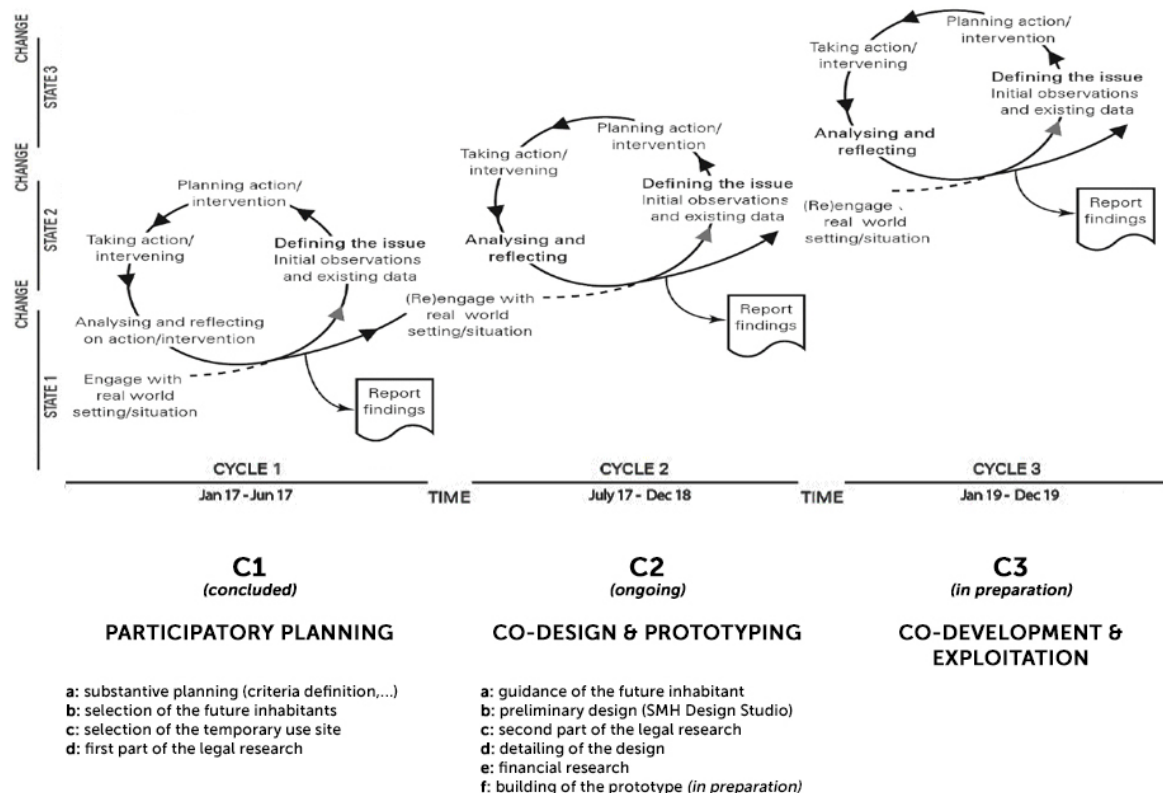 CHANGE
STATE 3
CHANGE
STATE 2
CHANGE
STATE 1
Planning action/
intervention
Taking action/
intervening
Defining the issue
Initial observations
and existing data
Analysing and reflecting
on action/intervention
Engage with
real world
setting/situation
Report
findings
Planning action/
intervention
Taking action/
intervening
Defining the issue
Initial observations
and existing data
Analysing and
reflecting
(Re)engage with
real world
setting/situation
Report
findings
Planning action/
intervention
Taking action/
intervening
Defining the issue
Initial observations
and existing data
Analysing and
reflecting
(Re)engage
real world
setting/situation
Report
findings
CYCLE 1
CYCLE 2
CYCLE 3
Jan 17 - Jun 17
TIME
July 17 - Dec 18
TIME
Jan 19 - Dec 19
C1
(concluded)
PARTICIPATORY PLANNING
a: substantive planning (criteria definition,...)
b: selection of the future inhabitants
c: selection of the temporary use site
d: first part of the legal research
C2
(ongoing)
CO-DESIGN & PROTOTYPING
a: guidance of the future inhabitant
b: preliminary design (SMH Design Studio)
c: second part of the legal research
d: detailing of the design
e: financial research
f: building of the prototype (in preparation)
C3
(in preparation)
CO-DEVELOPMENT &
EXPLOITATION